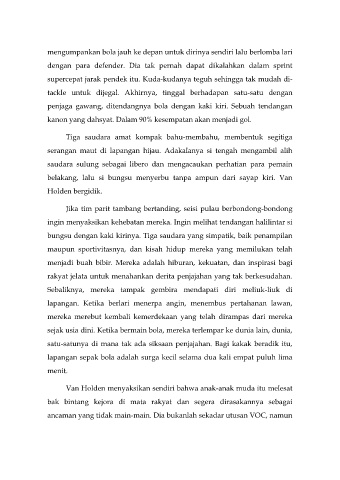 mengumpankan bola jauh ke depan untuk dirinya sendiri lalu berlomba lari
dengan para defender. Dia tak pernah dapat dikalahkan dalam sprint
supercepat jarak pendek itu. Kuda-kudanya teguh sehingga tak mudah di-
tackle untuk dijegal. Akhirnya, tinggal berhadapan satu-satu dengan
penjaga gawang, ditendangnya bola dengan kaki kiri. Sebuah tendangan
kanon yang dahsyat. Dalam 90% kesempatan akan menjadi gol.
Tiga saudara amat kompak bahu-membahu, membentuk segitiga
serangan maut di lapangan hijau. Adakalanya si tengah mengambil alih
saudara sulung sebagai libero dan mengacaukan perhatian para pemain
belakang, lalu si bungsu menyerbu tanpa ampun dari sayap kiri. Van
Holden bergidik.
Jika tim parit tambang bertanding, seisi pulau berbondong-bondong
ingin menyaksikan kehebatan mereka. Ingin melihat tendangan halilintar si
bungsu dengan kaki kirinya. Tiga saudara yang simpatik, baik penampilan
maupun sportivitasnya, dan kisah hidup mereka yang memilukan telah
menjadi buah bibir. Mereka adalah hiburan, kekuatan, dan inspirasi bagi
rakyat jelata untuk menahankan derita penjajahan yang tak berkesudahan.
Sebaliknya, mereka tampak gembira mendapati diri meliuk-liuk di
lapangan. Ketika berlari menerpa angin, menembus pertahanan lawan,
mereka merebut kembali kemerdekaan yang telah dirampas dari mereka
sejak usia dini. Ketika bermain bola, mereka terlempar ke dunia lain, dunia,
satu-satunya di mana tak ada siksaan penjajahan. Bagi kakak beradik itu,
lapangan sepak bola adalah surga kecil selama dua kali empat puluh lima
menit.
Van Holden menyaksikan sendiri bahwa anak-anak muda itu melesat
bak bintang kejora di mata rakyat dan segera dirasakannya sebagai
ancaman yang tidak main-main. Dia bukanlah sekadar utusan VOC, namun